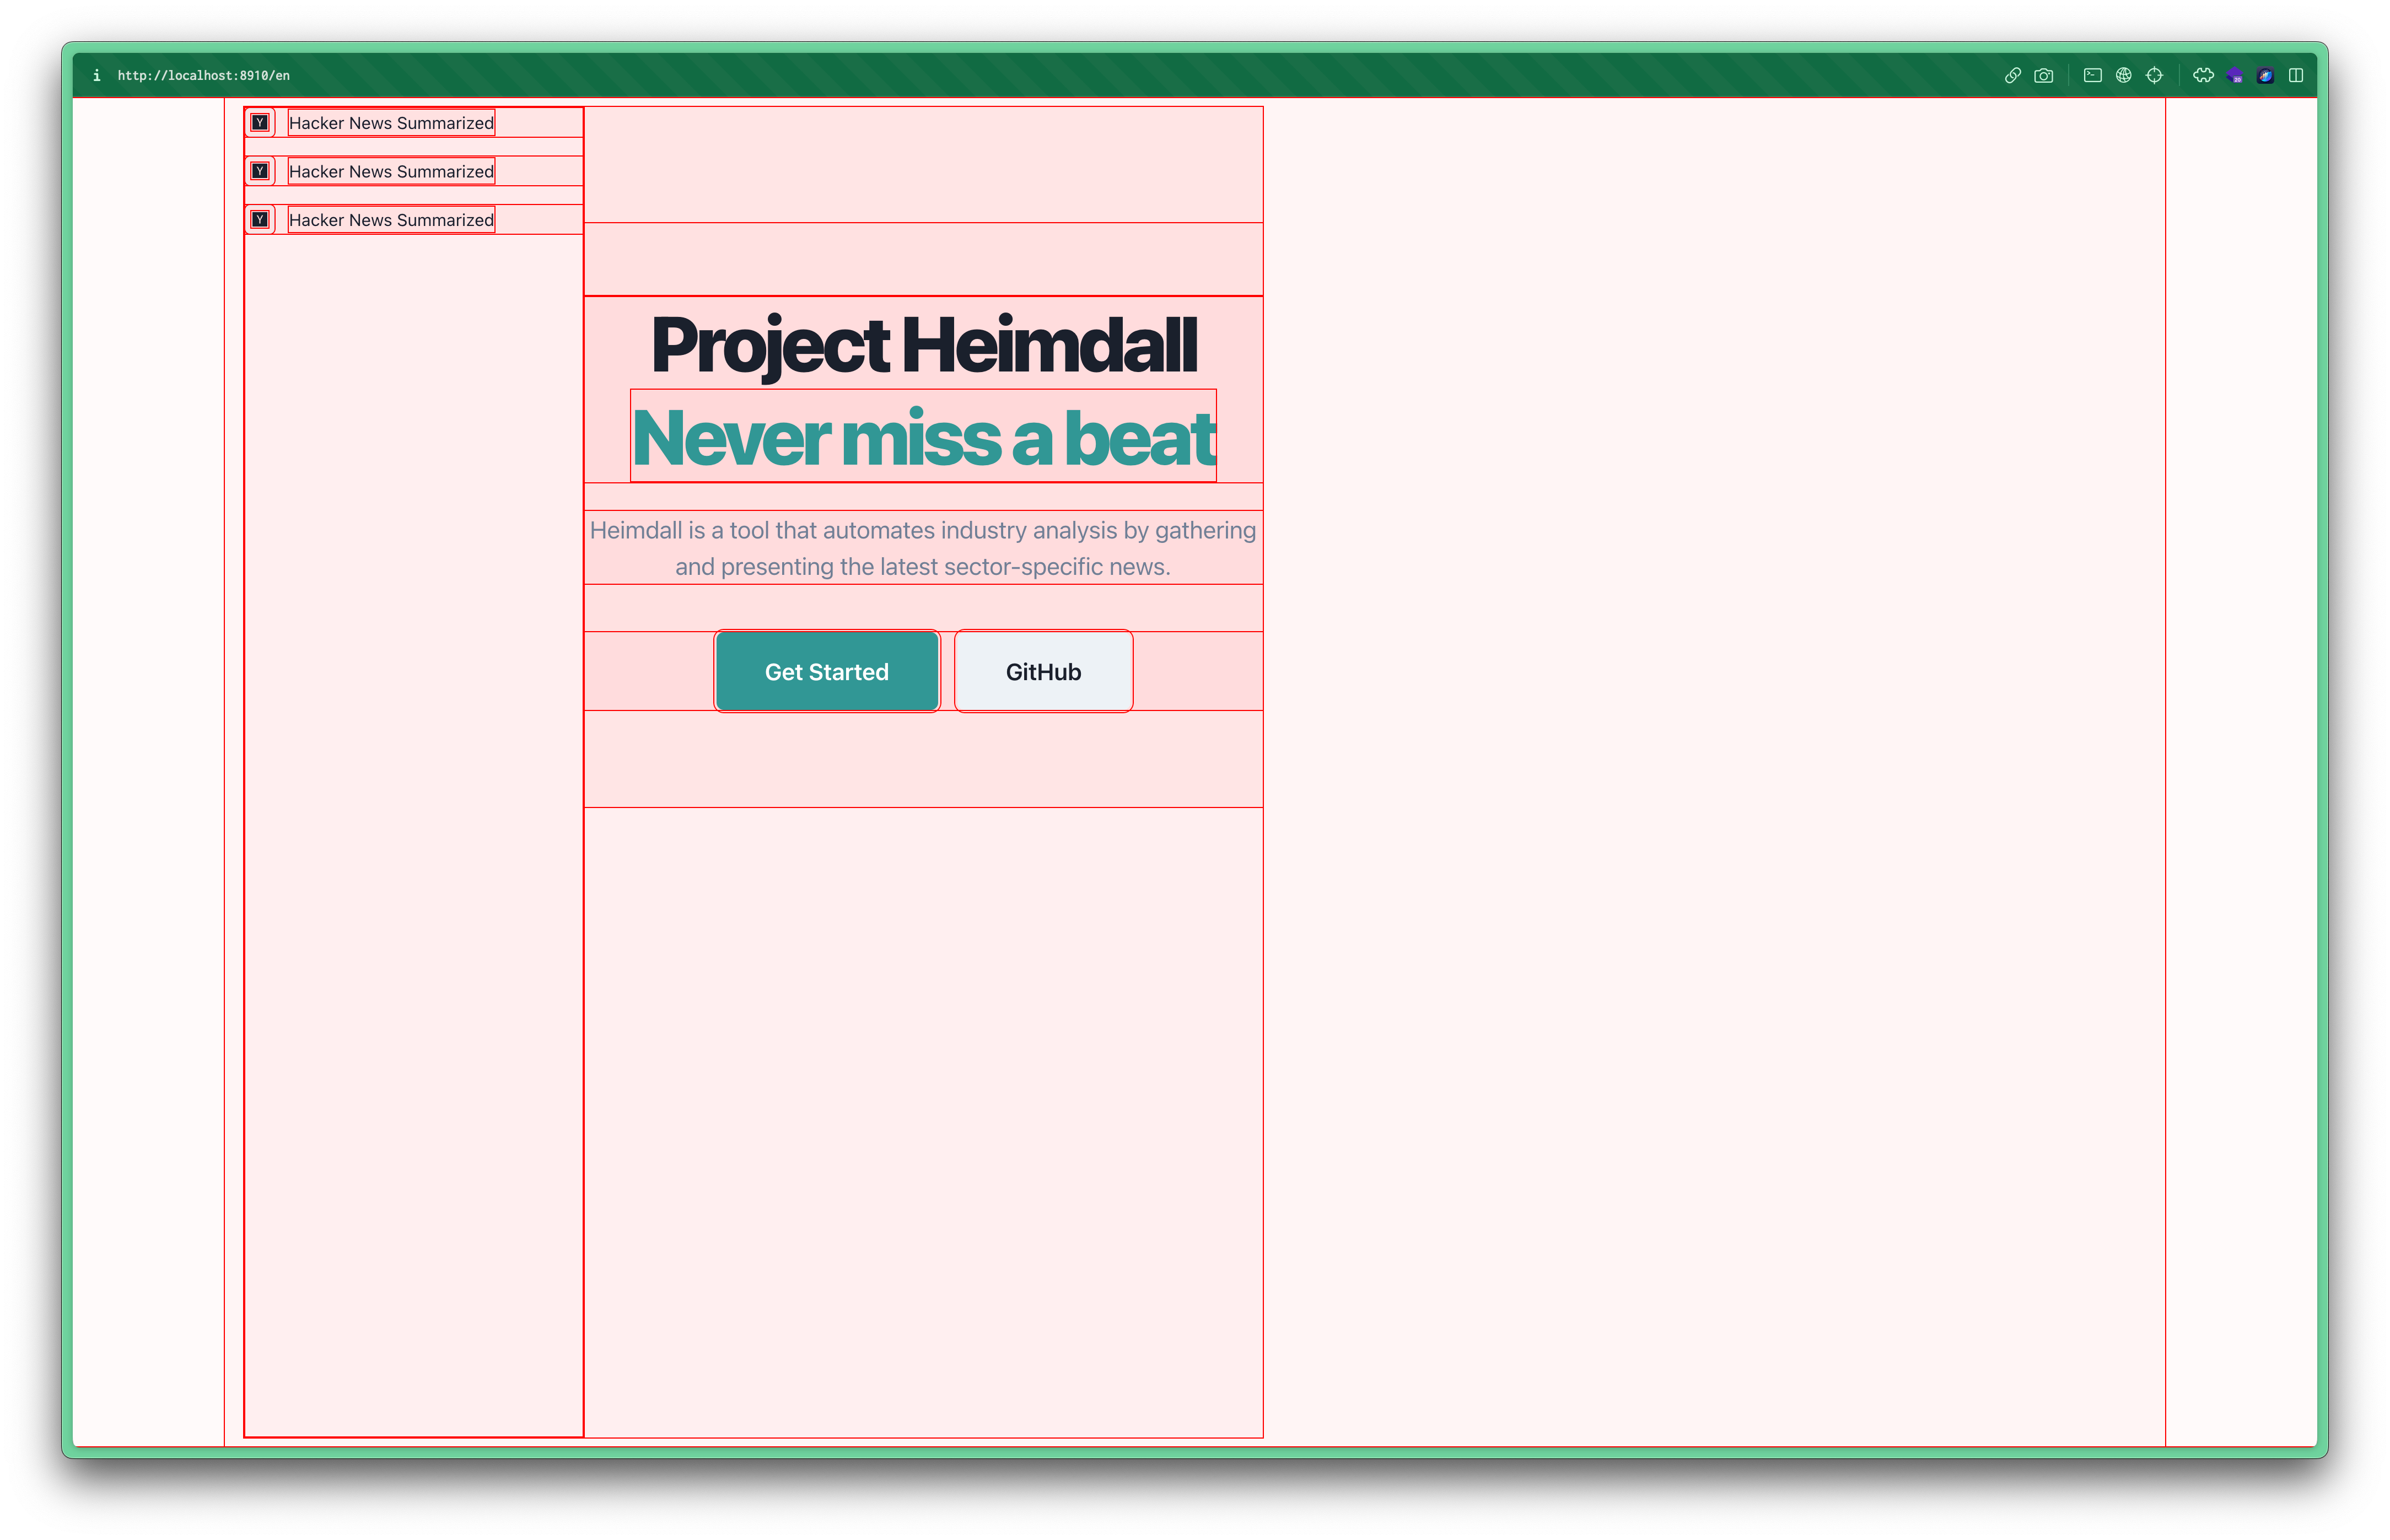 i http://localhost:8910/en
20
Y Hacker News Summarized
Y Hacker News Summarized
Y Hacker News Summarized
Project Heimdall
Never miss a beat
Heimdall is a tool that automates industry analysis by gathering
and presenting the latest sector-specific news.
Get Started GitHub